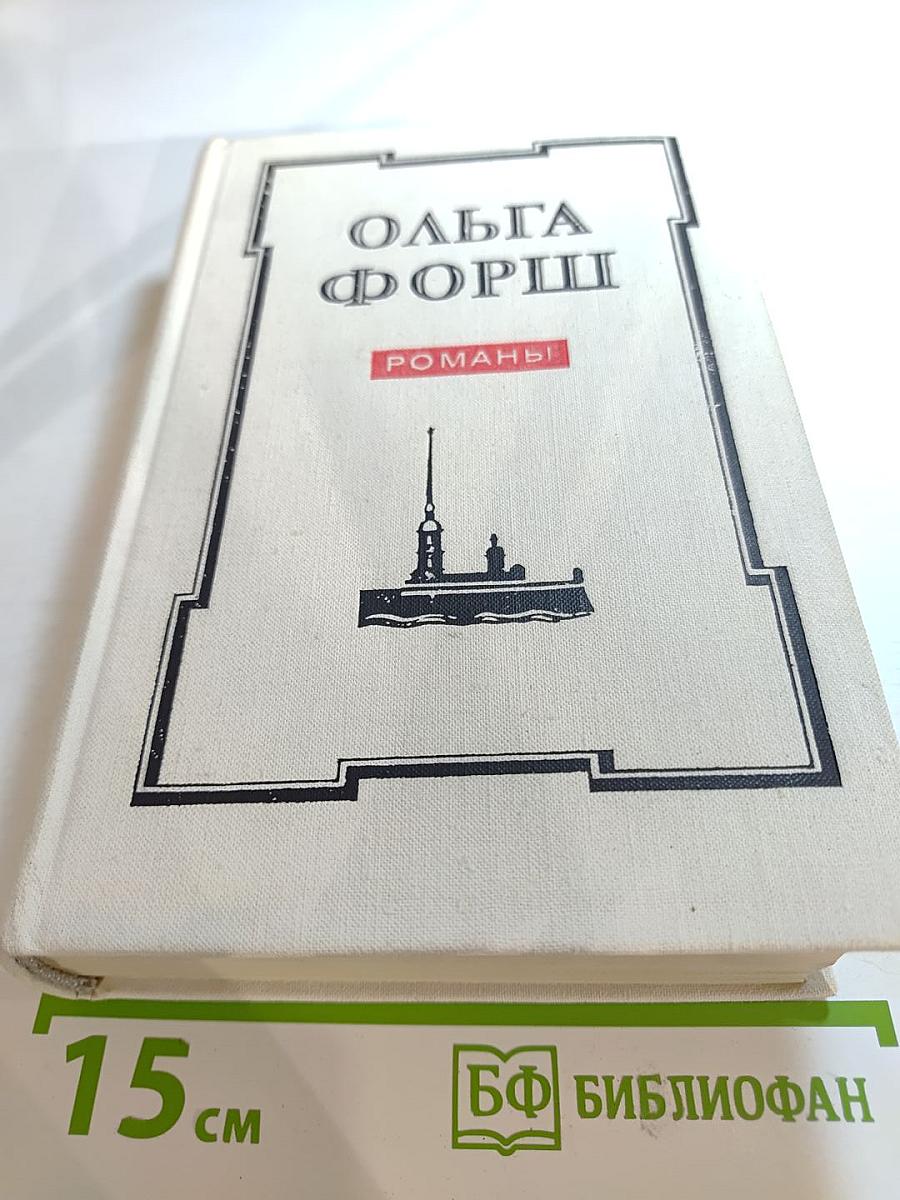 ОЛЬГА
ФОРШ
РОМАНЫ
15 см
БФ БИБЛИОФАН